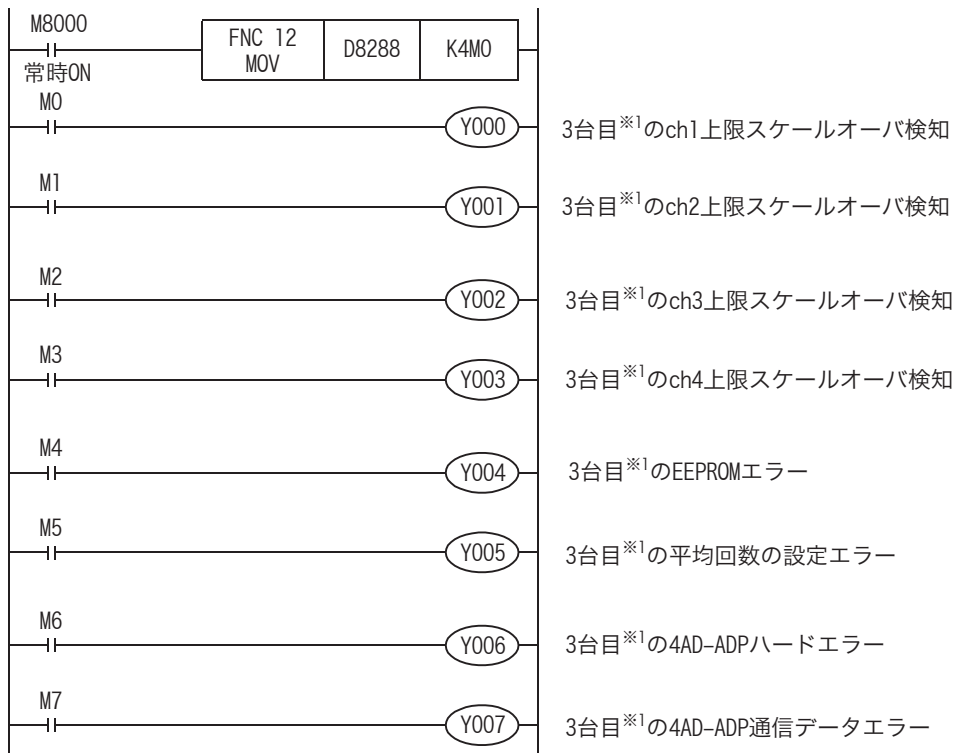 M8000
FNC 12
MOV
D8288
K4M0
常時ON
M0
Y000
3台目※1のch1上限スケールオーバ検知
M1
Y001
3台目※1のch2上限スケールオーバ検知
M2
Y002
3台目※1のch3上限スケールオーバ検知
M3
Y003
3台目※1のch4上限スケールオーバ検知
M4
Y004
3台目※1のEEPROMエラー
M5
Y005
3台目※1の平均回数の設定エラー
M6
Y006
3台目※1の4AD-ADPハードエラー
M7
Y007
3台目※1の4AD-ADP通信データエラー